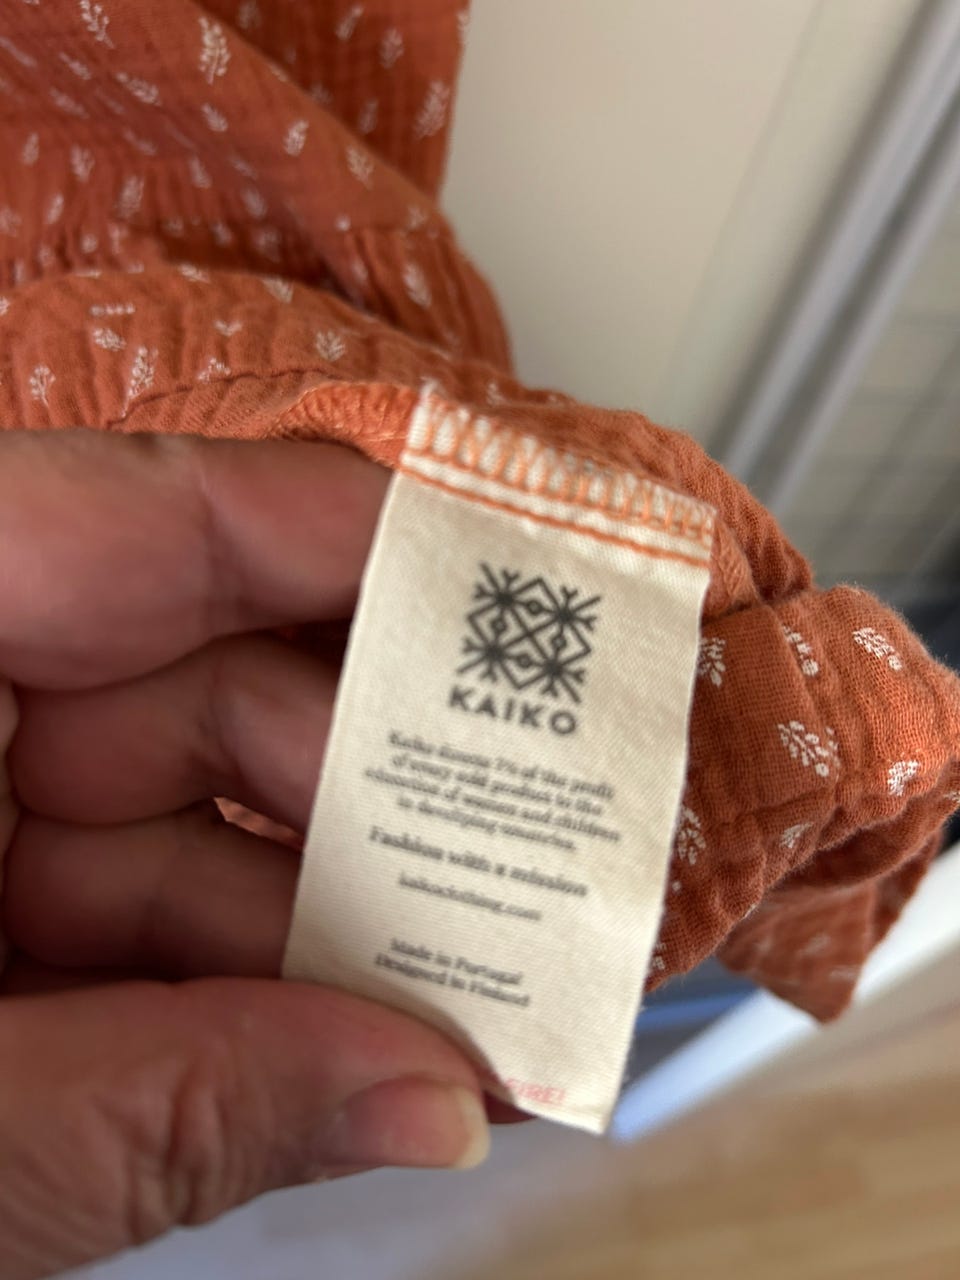 KAIKO
Kaiko donates 7% of the profit
of every sold product to the
education of women and children
in developing countries.
Fashion with a mission
kaikoclothing.com
Made in Portugal
Designed in Finland
FIRE!